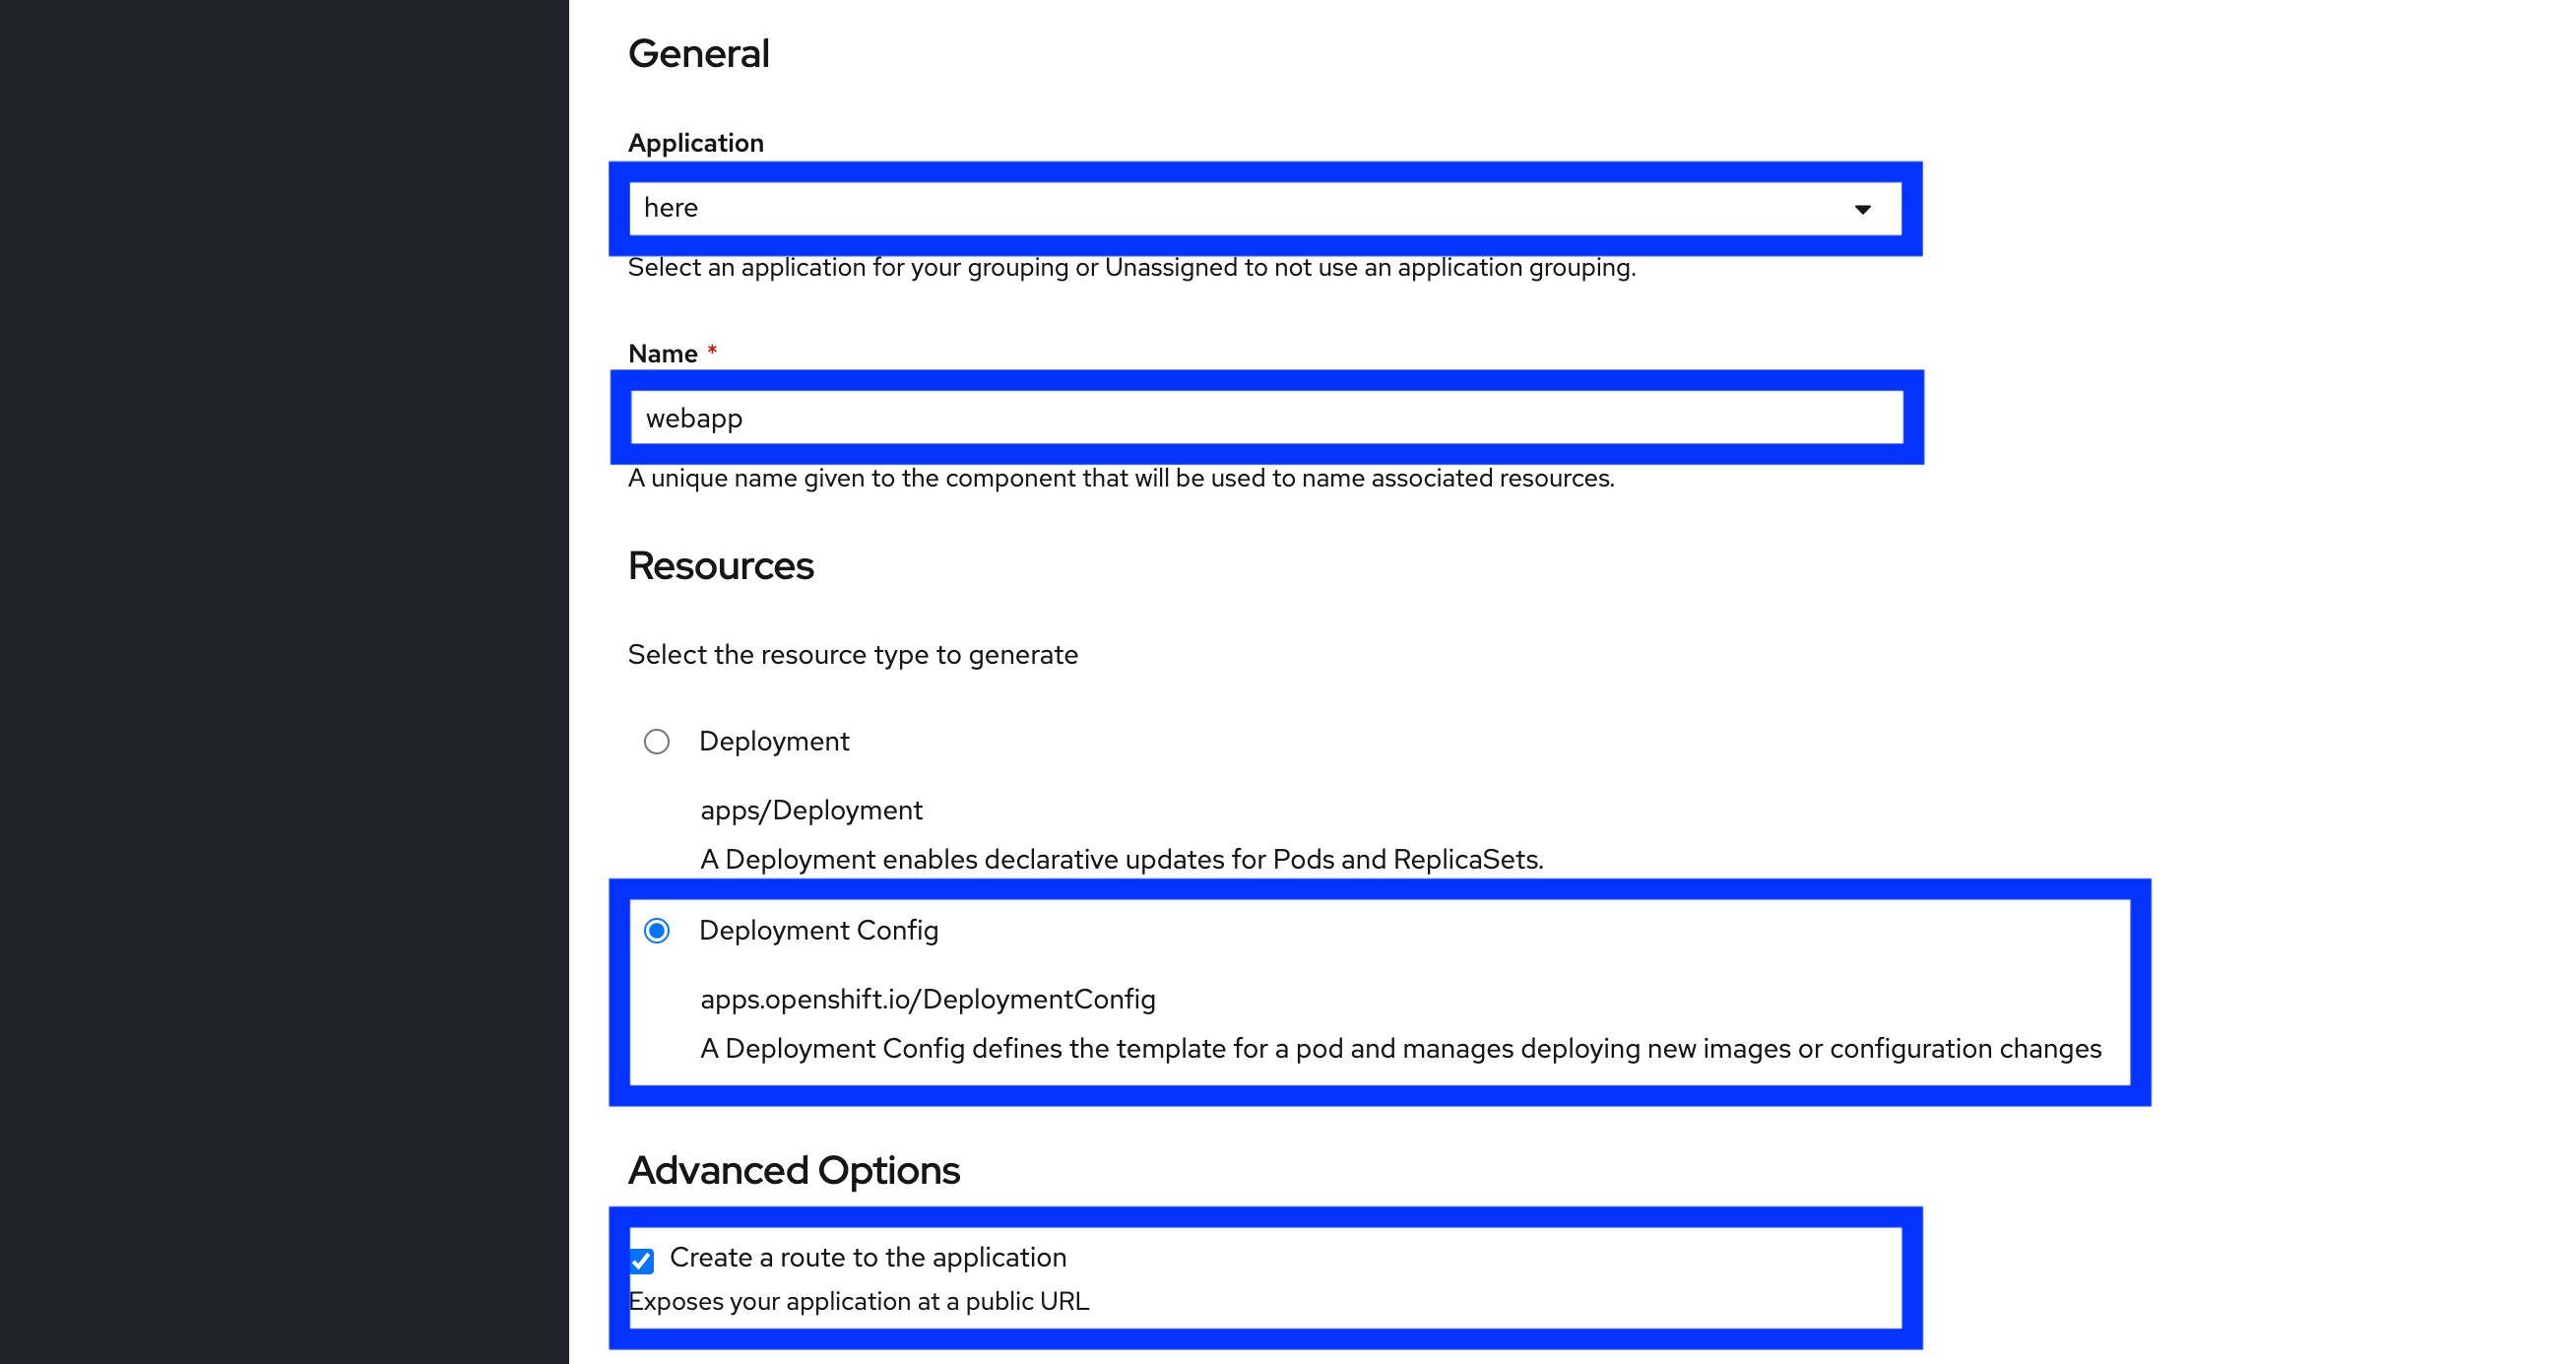 General
Application
here
Select an application for your grouping or Unassigned to not use an application grouping.
Name *
webapp
A unique name given to the component that will be used to name associated resources.
Resources
Select the resource type to generate
Deployment
apps/Deployment
A Deployment enables declarative updates for Pods and ReplicaSets.
Deployment Config
apps.openshift.io/DeploymentConfig
A Deployment Config defines the template for a pod and manages deploying new images or configuration changes
Advanced Options
Create a route to the application
Exposes your application at a public URL